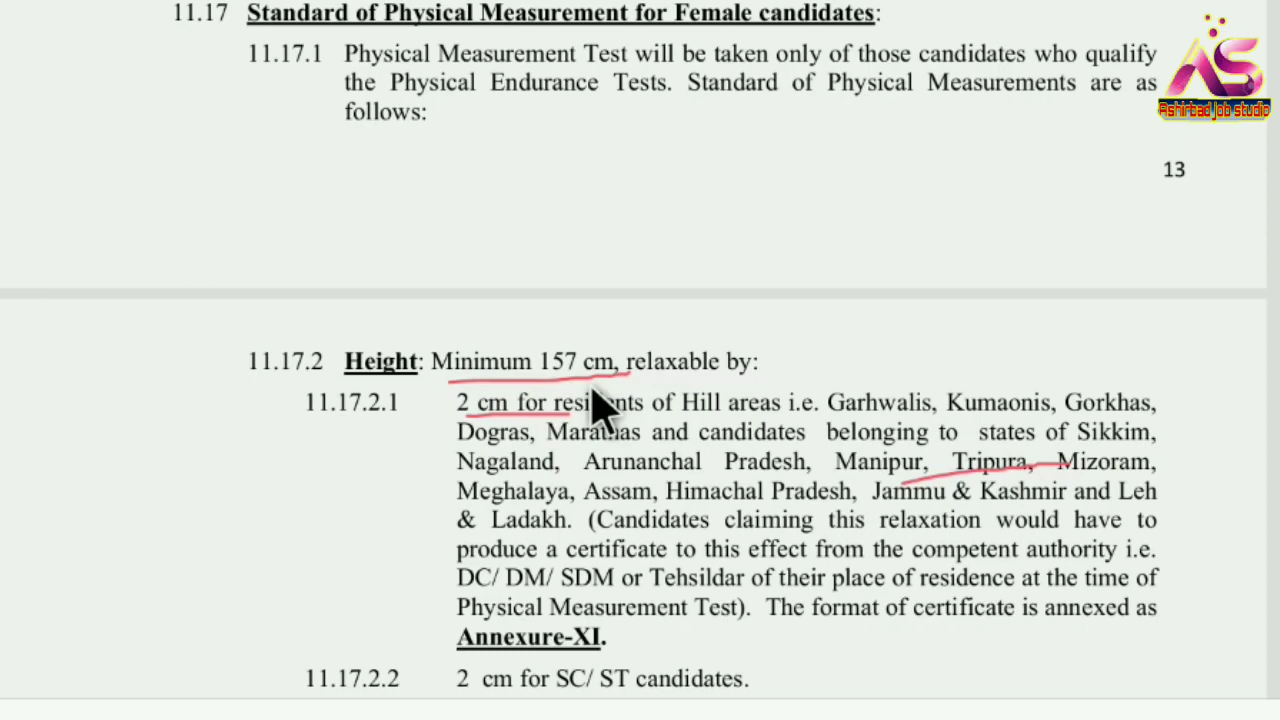 11.17 Standard of Physical Measurement for Female candidates:
11.17.1 Physical Measurement Test will be taken only of those candidates who qualify
the Physical Endurance Tests. Standard of Physical Measurements are as
follows:
AS
Ashirbad job studio
13
11.17.2 Height: Minimum 157 cm, relaxable by:
11.17.2.1 2 cm for residents of Hill areas i.e. Garhwalis, Kumaonis, Gorkhas,
Dogras, Marathas and candidates belonging to states of Sikkim,
Nagaland, Arunanchal Pradesh, Manipur, Tripura, Mizoram,
Meghalaya, Assam, Himachal Pradesh, Jammu & Kashmir and Leh
& Ladakh. (Candidates claiming this relaxation would have to
produce a certificate to this effect from the competent authority i.e.
DC/ DM/ SDM or Tehsildar of their place of residence at the time of
Physical Measurement Test). The format of certificate is annexed as
Annexure-XI.
11.17.2.2 2 cm for SC/ ST candidates.